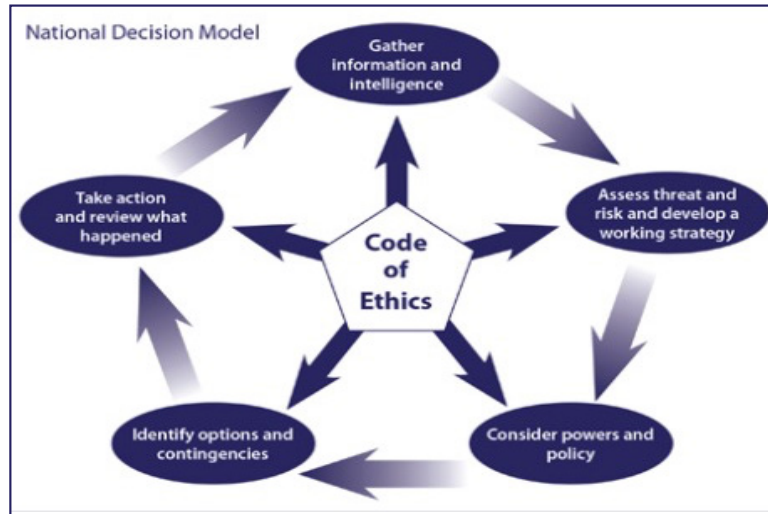 National Decision Model
Gather
information and
intelligence
Assess threat and
risk and develop a
working strategy
Consider powers and
policy
Identify options and
contingencies
Take action
and review what
happened
Code
of
Ethics